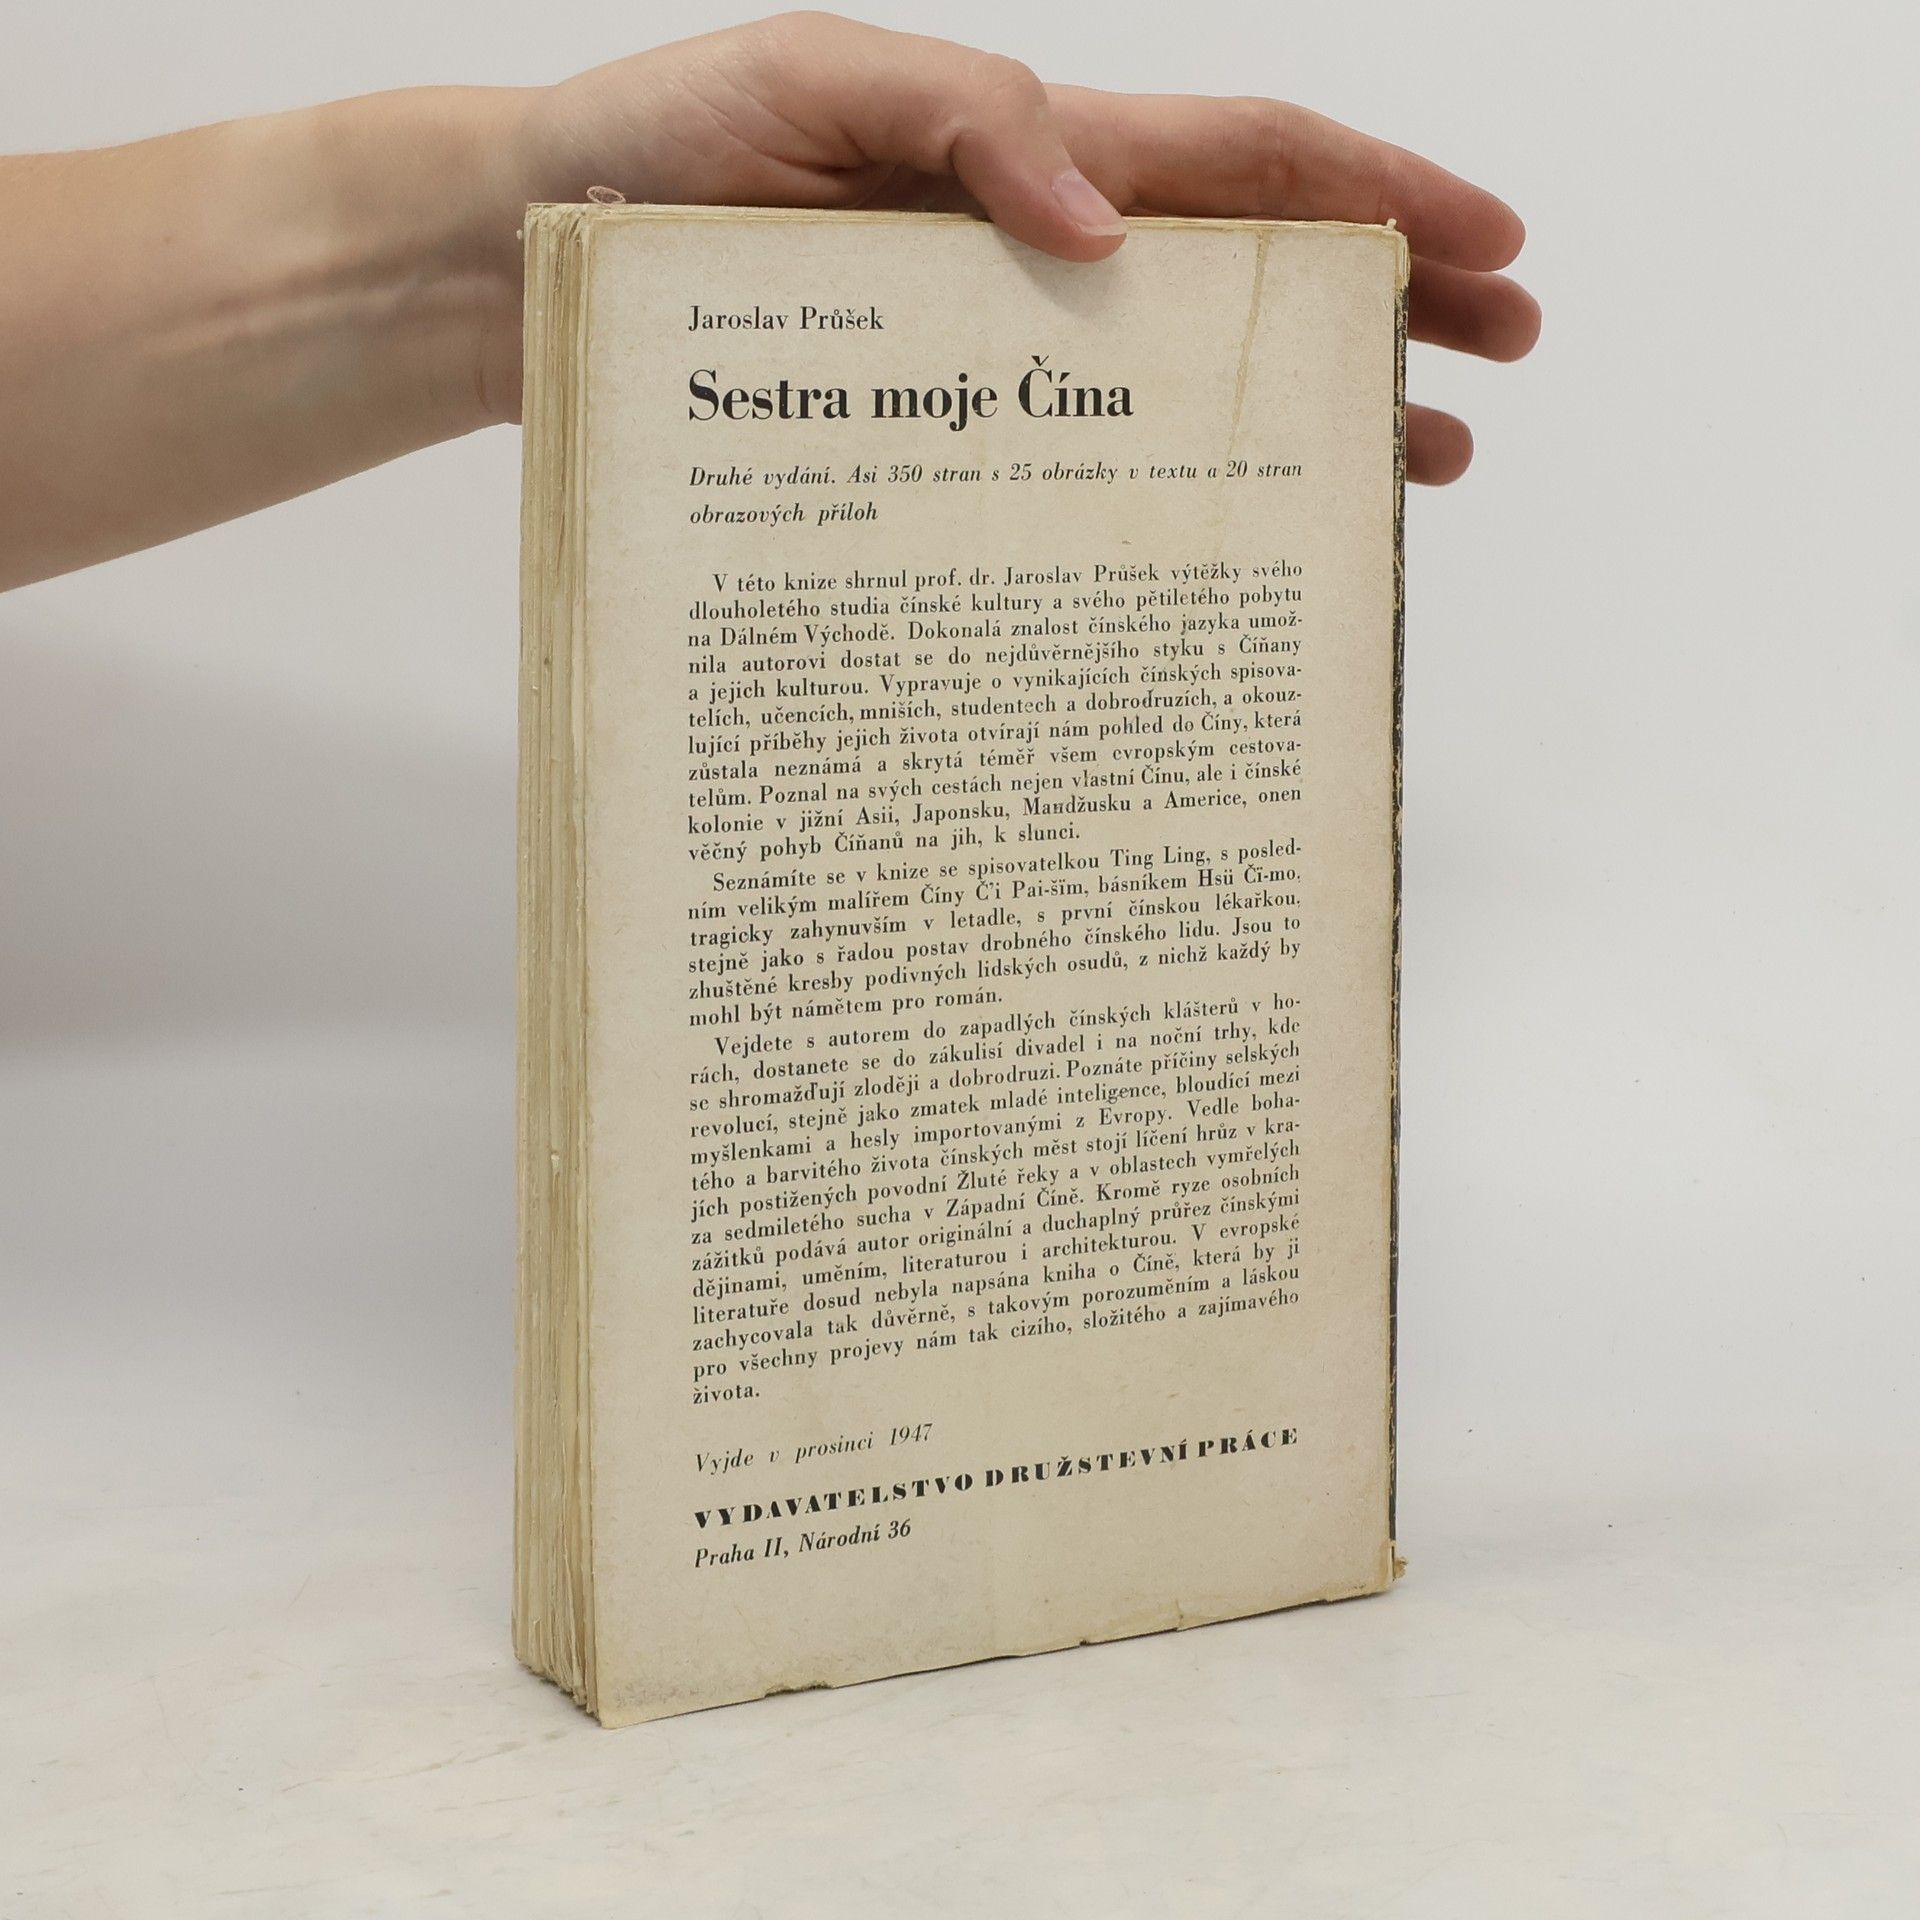 Jaroslav Průšek
Sestra moje Čína
Druhé vydání. Asi 350 stran s 25 obrázky v textu a 20 stran
obrazových příloh
V této knize shrnul prof. dr. Jaroslav Průšek výtěžky svého
dlouholetého studia čínské kultury a svého pětiletého pobytu
na Dálném Východě. Dokonalá znalost čínského jazyka umož-
nila autorovi dostat se do nejdůvěrnějšího styku s Číňany
a jejich kulturou. Vypravuje o vynikajících čínských spisova-
telích, učencích, mniších, studentech a dobrodruzích, a okouz-
lující příběhy jejich života otvírají nám pohled do Číny, která
zůstala neznámá a skrytá téměř všem evropským cestova-
telům. Poznal na svých cestách nejen vlastní Čínu, ale i čínské
kolonie v jižní Asii, Japonsku, Mandžusku a Americe, onen
věčný pohyb Číňanů na jih, k slunci.
Seznámíte se v knize se spisovatelkou Ting Ling, s posled-
ním velikým malířem Číny Č'i Pai-šïm, básníkem Hsü Čï-mo,
tragicky zahynuvším v letadle, s první čínskou lékařkou,
stejně jako s řadou postav drobného čínského lidu. Jsou to
zhuštěné kresby podivných lidských osudů, z nichž každý by
mohl být námětem pro román.
Vejdete s autorem do zapadlých čínských klášterů v ho-
rách, dostanete se do zákulisí divadel i na noční trhy, kde
se shromažďují zloději a dobrodruzi. Poznáte příčiny selských
revolucí, stejně jako zmatek mladé inteligence, bloudící mezi
myšlenkami a hesly importovanými z Evropy. Vedle boha-
tého a barvitého života čínských měst stojí líčení hrůz v kra-
jích postižených povodní Žluté řeky a v oblastech vymřelých
za sedmiletého sucha v Západní Číně. Kromě ryze osobních
zážitků podává autor originální a duchaplný průřez čínskými
dějinami, uměním, literaturou i architekturou. V evropské
literatuře dosud nebyla napsána kniha o Číně, která by ji
zachycovala tak důvěrně, s takovým porozuměním a láskou
pro všechny projevy nám tak cizího, složitého a zajímavého
života.
Vyjde v prosinci 1947
VYDAVATELSTVO DRUŽSTEVNÍ PRÁCE
Praha II, Národní 36